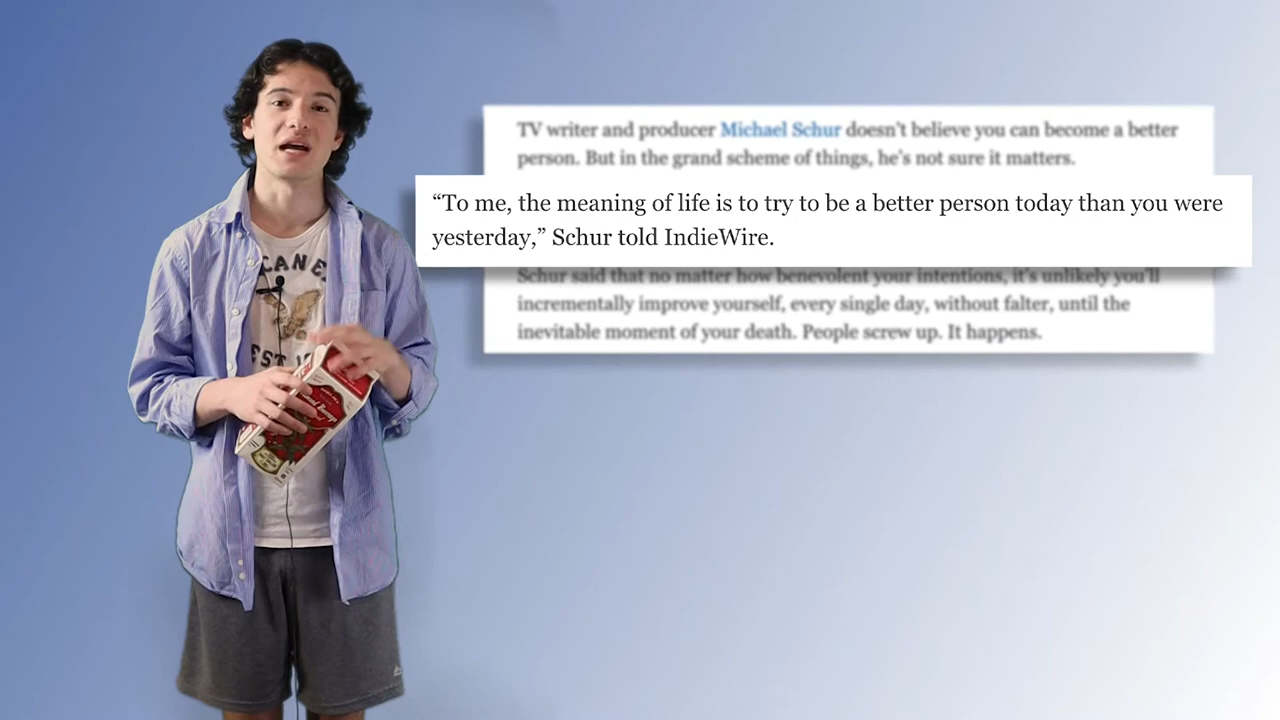 TV writer and producer Michael Schur doesn’t believe you can become a better
person. But in the grand scheme of things, he’s not sure it matters.
“To me, the meaning of life is to try to be a better person today than you were
yesterday,” Schur told IndieWire.
Schur said that no matter how benevolent your intentions, it’s unlikely you’ll
incrementally improve yourself, every single day, without falter, until the
inevitable moment of your death. People screw up. It happens.
CANE
EST